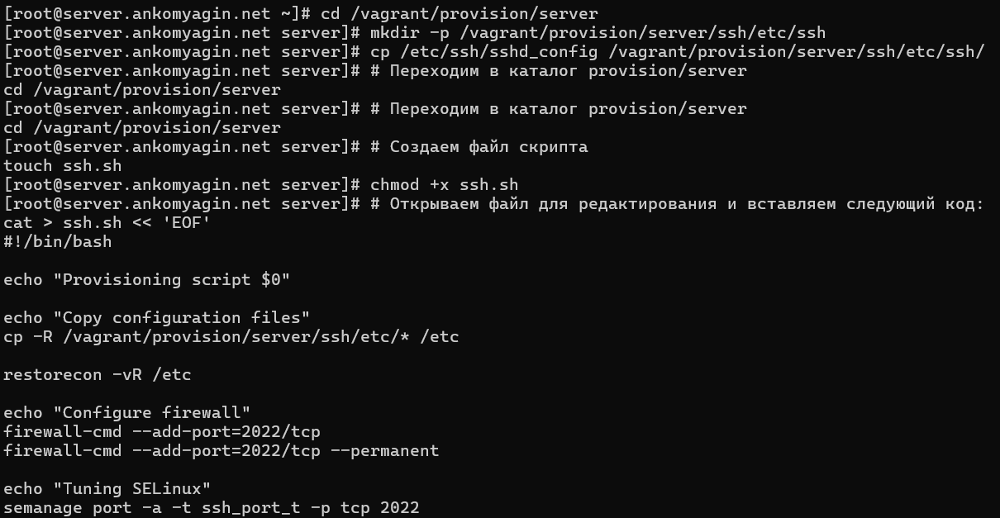 [root@server.ankomyagin.net ~]# cd /vagrant/provision/server
[root@server.ankomyagin.net server]# mkdir -p /vagrant/provision/server/ssh/etc/ssh
[root@server.ankomyagin.net server]# cp /etc/ssh/sshd_config /vagrant/provision/server/ssh/etc/ssh/
[root@server.ankomyagin.net server]# # Переходим в каталог provision/server
cd /vagrant/provision/server
[root@server.ankomyagin.net server]# # Переходим в каталог provision/server
cd /vagrant/provision/server
[root@server.ankomyagin.net server]# # Создаем файл скрипта
touch ssh.sh
[root@server.ankomyagin.net server]# chmod +x ssh.sh
[root@server.ankomyagin.net server]# # Открываем файл для редактирования и вставляем следующий код:
cat > ssh.sh << 'EOF'
#!/bin/bash

echo "Provisioning script $0"

echo "Copy configuration files"
cp -R /vagrant/provision/server/ssh/etc/* /etc

restorecon -vR /etc

echo "Configure firewall"
firewall-cmd --add-port=2022/tcp
firewall-cmd --add-port=2022/tcp --permanent

echo "Tuning SELinux"
semanage port -a -t ssh_port_t -p tcp 2022